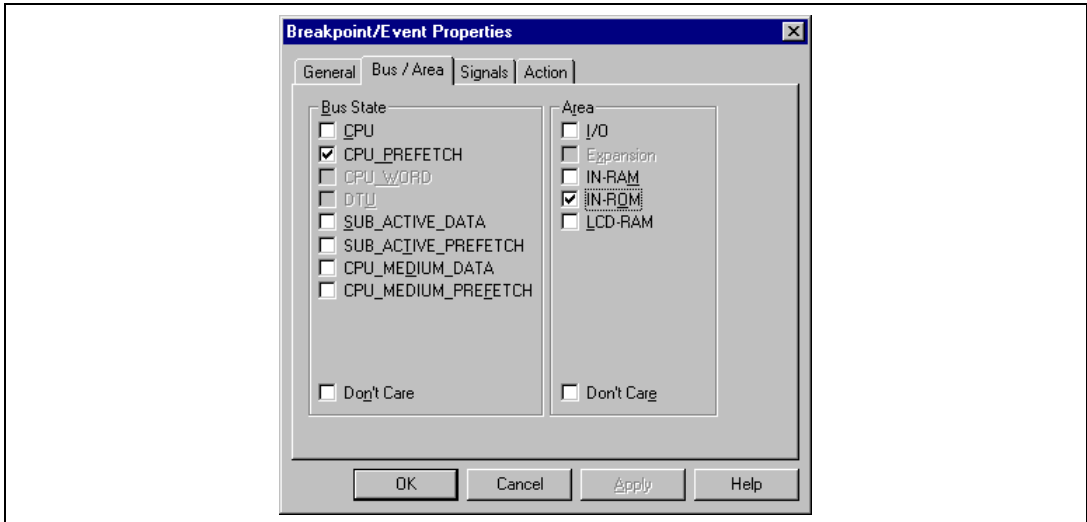 Breakpoint/Event Properties
General Bus / Area Signals Action
Bus State
CPU
CPU_PREFETCH
CPU_WORD
DTU
SUB_ACTIVE_DATA
SUB_ACTIVE_PREFETCH
CPU_MEDIUM_DATA
CPU_MEDIUM_PREFETCH
Don't Care
Area
I/O
Expansion
IN-RAM
IN-ROM
LCD-RAM
Don't Care
OK Cancel Apply Help